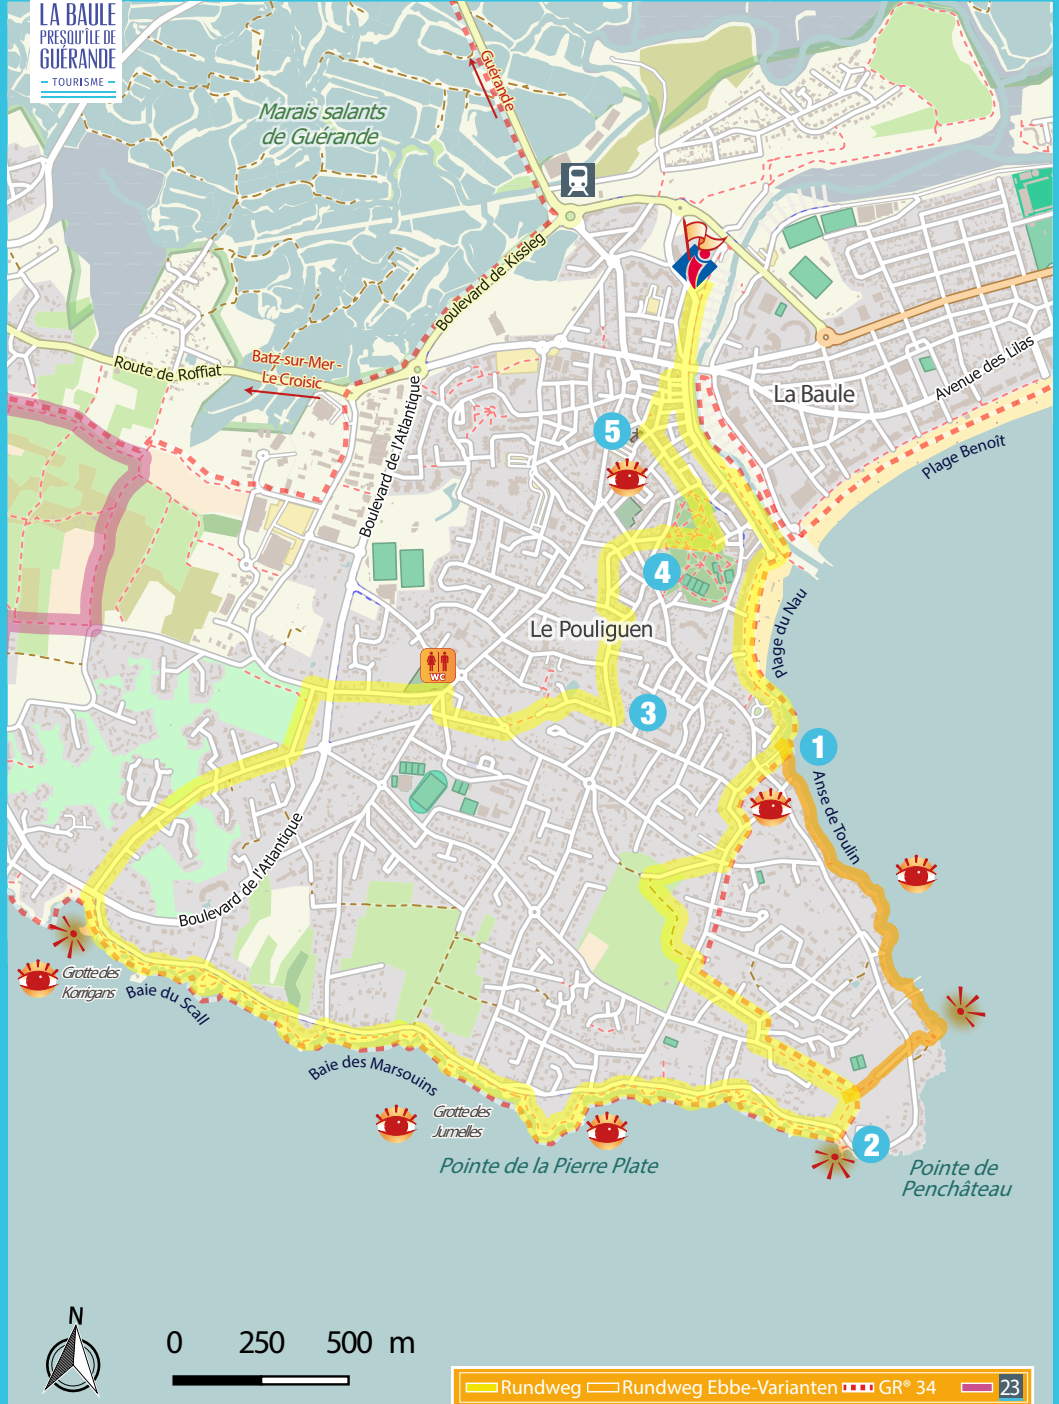 LA BAULE
PRESQU'ÎLE DE
GUÉRANDE
- TOURISME -
Marais salants
de Guérande
Guérande
Boulevard de Kissleg
Route de Roffiat
Batz-sur-Mer -
Le Croisic
Boulevard de l'Atlantique
La Baule
Avenue des Lilas
Plage Benoît
5
4
Le Pouliguen
Plage du Nau
WC
3
1
Anse de Toulin
Boulevard de l'Atlantique
Grotte des
Korrigans
Baie du Scall
Baie des Marsouins
Grotte des
Jumelles
Pointe de la Pierre Plate
2
Pointe de
Penchâteau
N
0 250 500 m
Rundweg Rundweg Ebbe-Varianten GR® 34 23